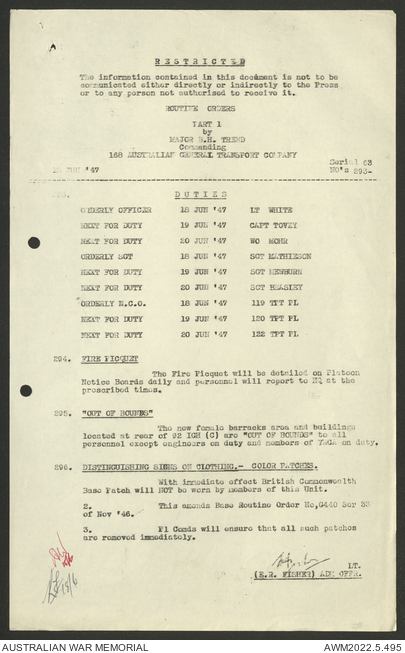 RESTRICTED
The information contained in this document is not to be
communicated either directly or indirectly to the Press
or to any person not authorised to receive it.
ROUTINE ORDERS
PART 1
by
MAJOR B.H. TREND
Commanding
168 AUSTRALIAN GENERAL TRANSPORT COMPANY
Serial 63
JUN '47 NO's 293-
DUTIES
ORDERLY OFFICER 18 JUN '47 LT WHITE
NEXT FOR DUTY 19 JUN '47 CAPT TOVEY
NEXT FOR DUTY 20 JUN '47 WO MOHR
ORDERLY SGT 18 JUN '47 SGT MATHIESON
NEXT FOR DUTY 19 JUN '47 SGT NEWBURN
NEXT FOR DUTY 20 JUN '47 SGT BEASLEY
ORDERLY N.C.O. 18 JUN '47 119 TPT PL
NEXT FOR DUTY 19 JUN '47 120 TPT PL
NEXT FOR DUTY 20 JUN '47 122 TPT PL
294. FIRE PICQUET
The Fire Picquet will be detailed on Platoon
Notice Boards daily and personnel will report to HQ at the
prescribed times.
295. "OUT OF BOUNDS"
The new female barracks area and buildings
located at rear of 92 IGH (C) are "OUT OF BOUNDS" to all
personnel except engineers on duty and members of YWCA on duty.
296. DISTINGUISHING SIGNS ON CLOTHING.- COLOR PATCHES.
With immediate effect British Commonwealth
Base Patch will NOT be worn by members of this Unit.
2. This amends Base Routine Order No,G440 Ser 33
of Nov '46.
3. Pl Comds will ensure that all such patches
are removed immediately.
LT.
(E.R. FISHER) ADM OFFR.
18/6
AUSTRALIAN WAR MEMORIAL AWM2022.5.495